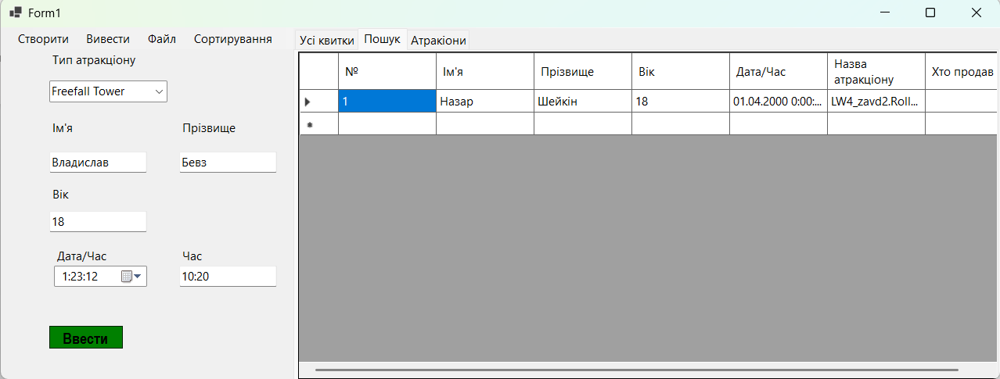 Form1
Створити Вивести Файл Сортирування
Усі квитки Пошук Атракіони
Тип атракціону
Freefall Tower
Ім'я Прізвище
Владислав Бевз
Вік
18
Дата/Час Час
1:23:12 10:20
Ввести
№ Ім'я Прізвище Вік Дата/Час Назва атракціону Хто продав
1 Назар Шейкін 18 01.04.2000 0:00:... LW4_zavd2.Roll...